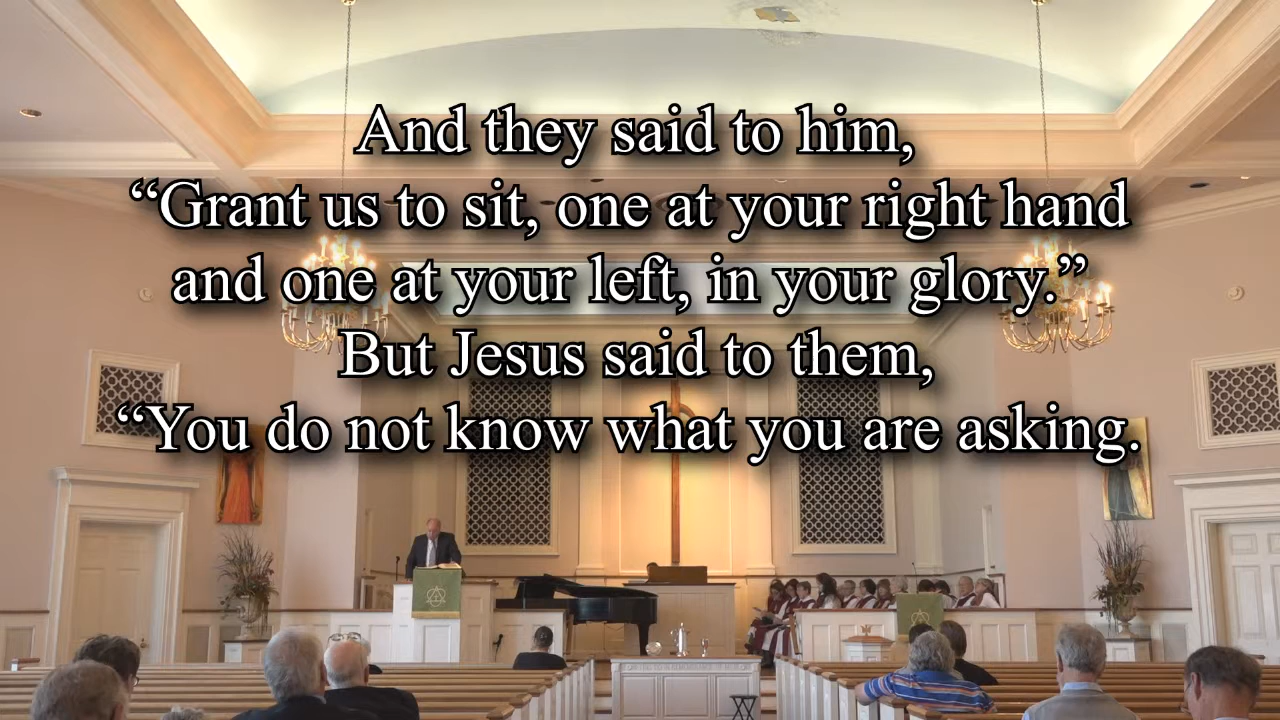 And they said to him,
“Grant us to sit, one at your right hand
and one at your left, in your glory.”
But Jesus said to them,
“You do not know what you are asking.